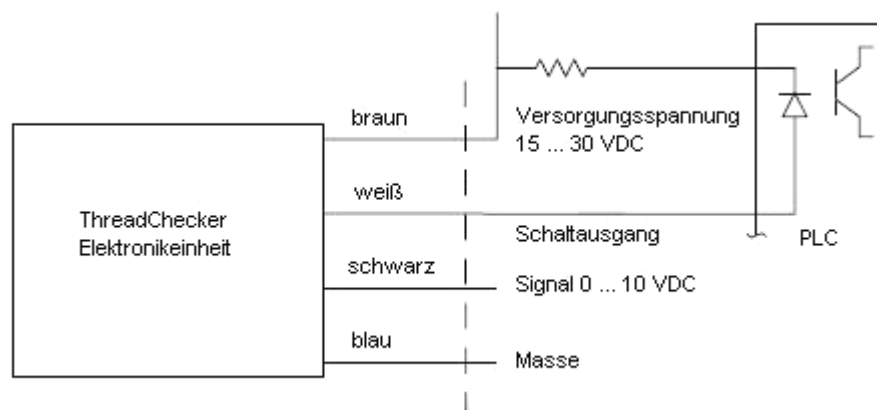 braun
Versorgungsspannung
15 ... 30 VDC
weiß
ThreadChecker
Elektronikeinheit
Schaltausgang
PLC
schwarz
Signal 0 ... 10 VDC
blau
Masse